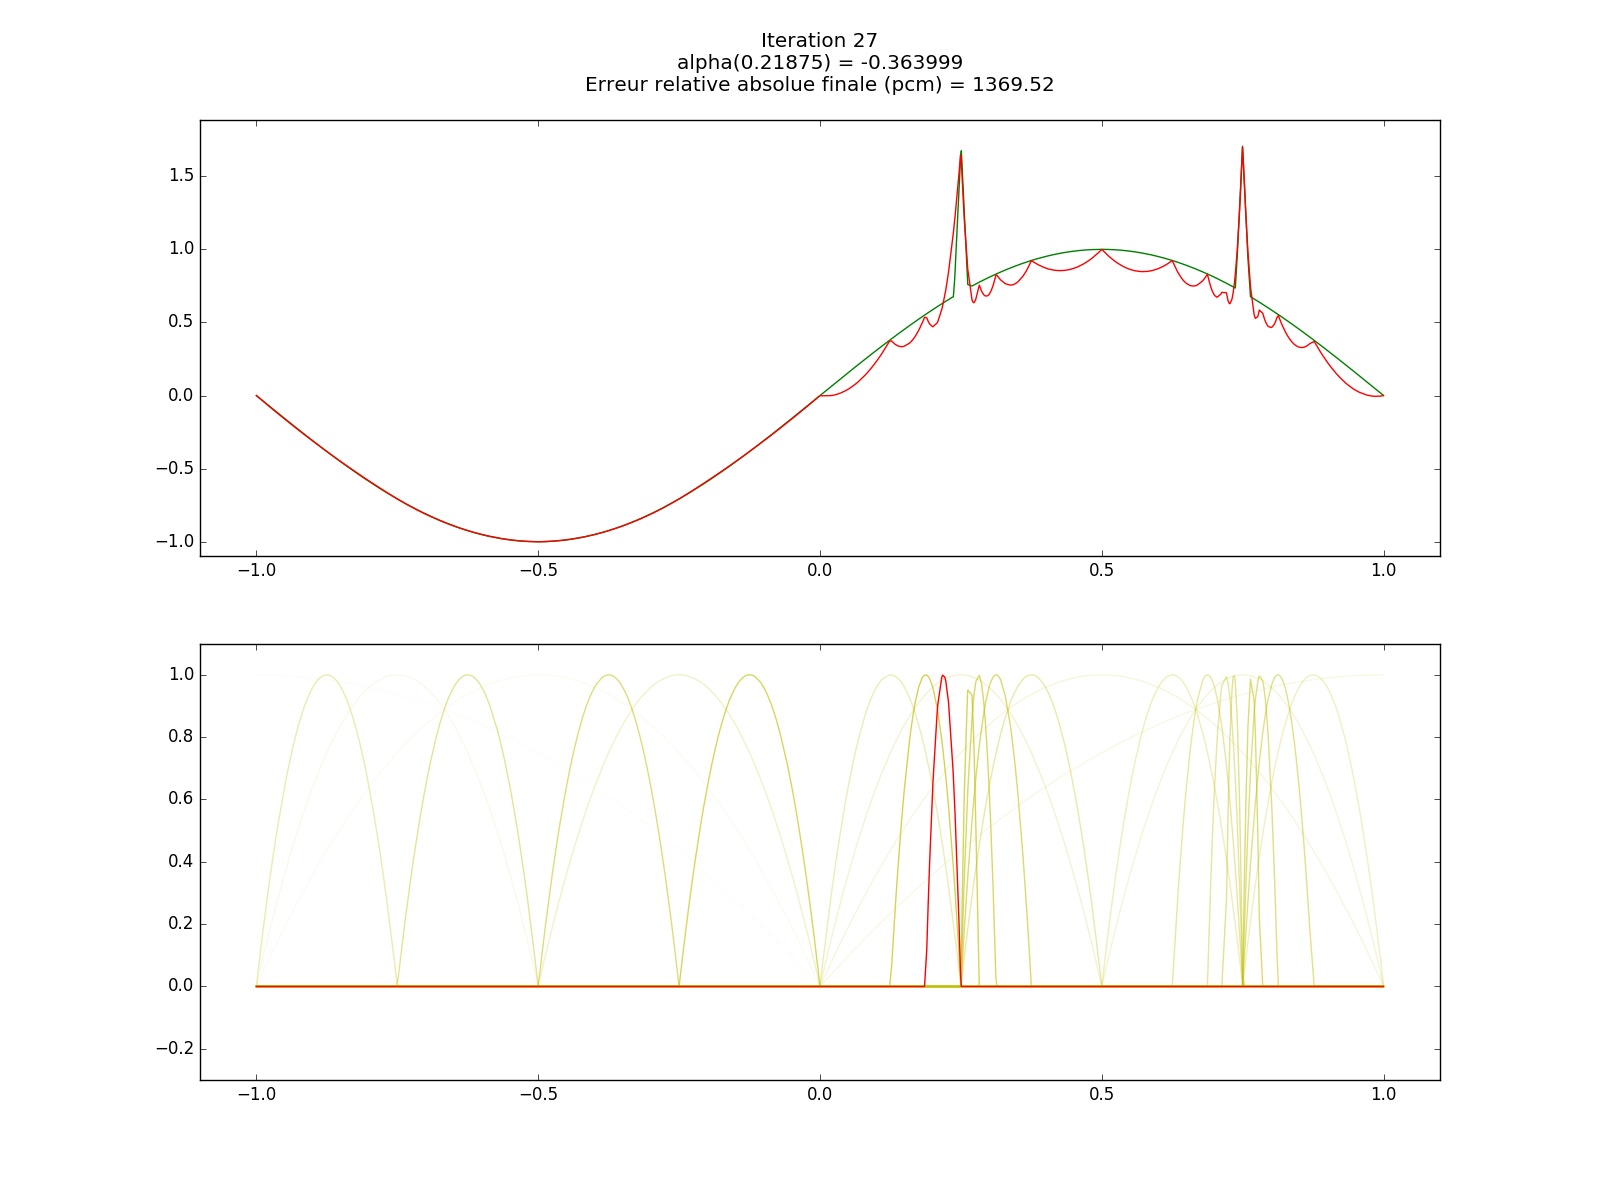 Iteration 27
alpha(0.21875) = -0.363999
Erreur relative absolue finale (pcm) = 1369.52
1.5
1.0
0.5
0.0
−0.5
−1.0
−1.0 −0.5 0.0 0.5 1.0
1.0
0.8
0.6
0.4
0.2
0.0
−0.2
−1.0 −0.5 0.0 0.5 1.0